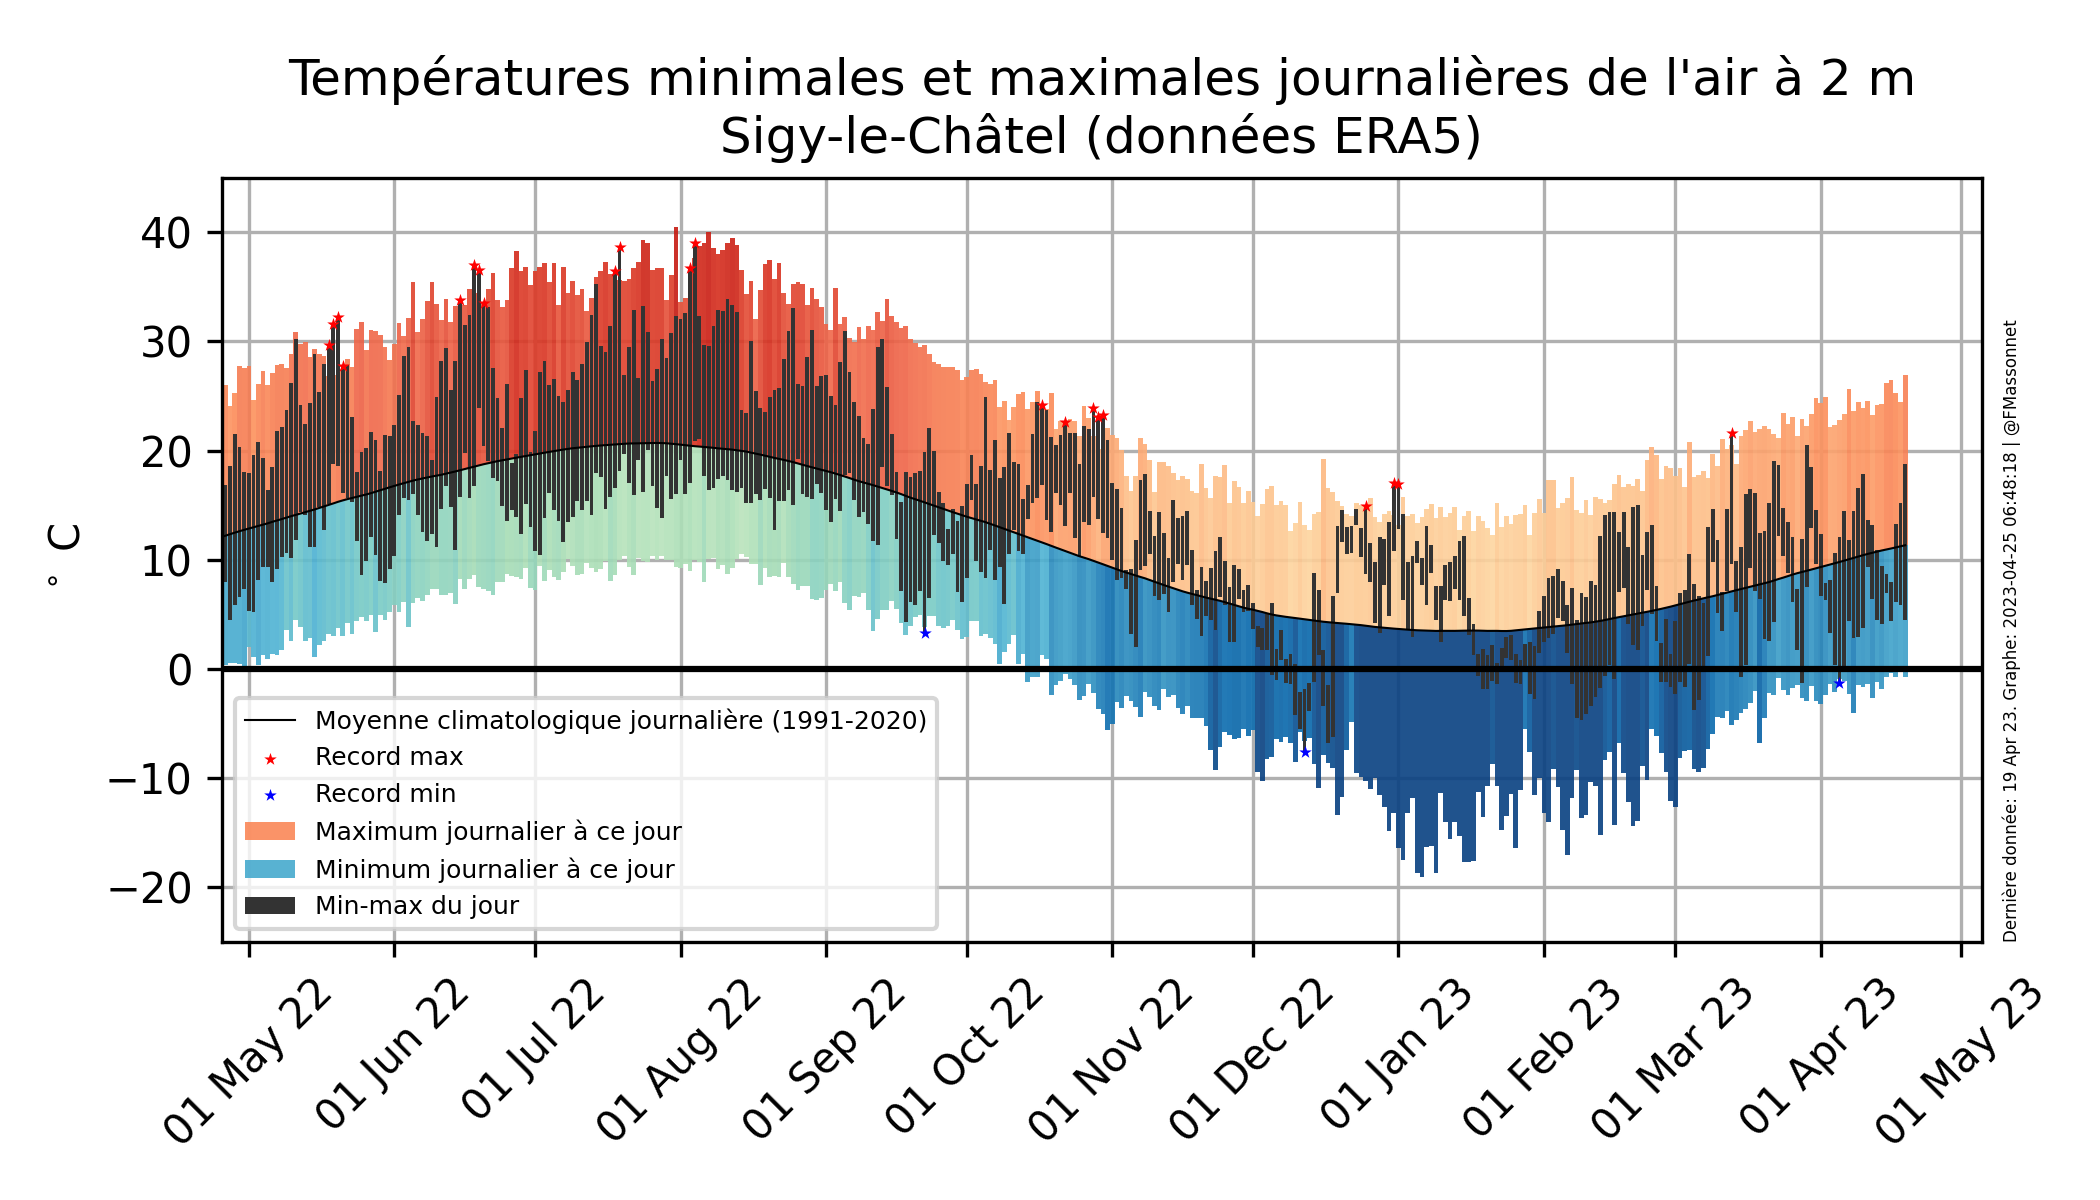 Températures minimales et maximales journalières de l'air à 2 m
Sigy-le-Châtel (données ERA5)
° C
40
30
20
10
0
−10
−20
Moyenne climatologique journalière (1991-2020)
Record max
Record min
Maximum journalier à ce jour
Minimum journalier à ce jour
Min-max du jour
01 May 22
01 Jun 22
01 Jul 22
01 Aug 22
01 Sep 22
01 Oct 22
01 Nov 22
01 Dec 22
01 Jan 23
01 Feb 23
01 Mar 23
01 Apr 23
01 May 23
Dernière donnée: 19 Apr 23. Graphe: 2023-04-25 06:48:18 | @FMassonnet